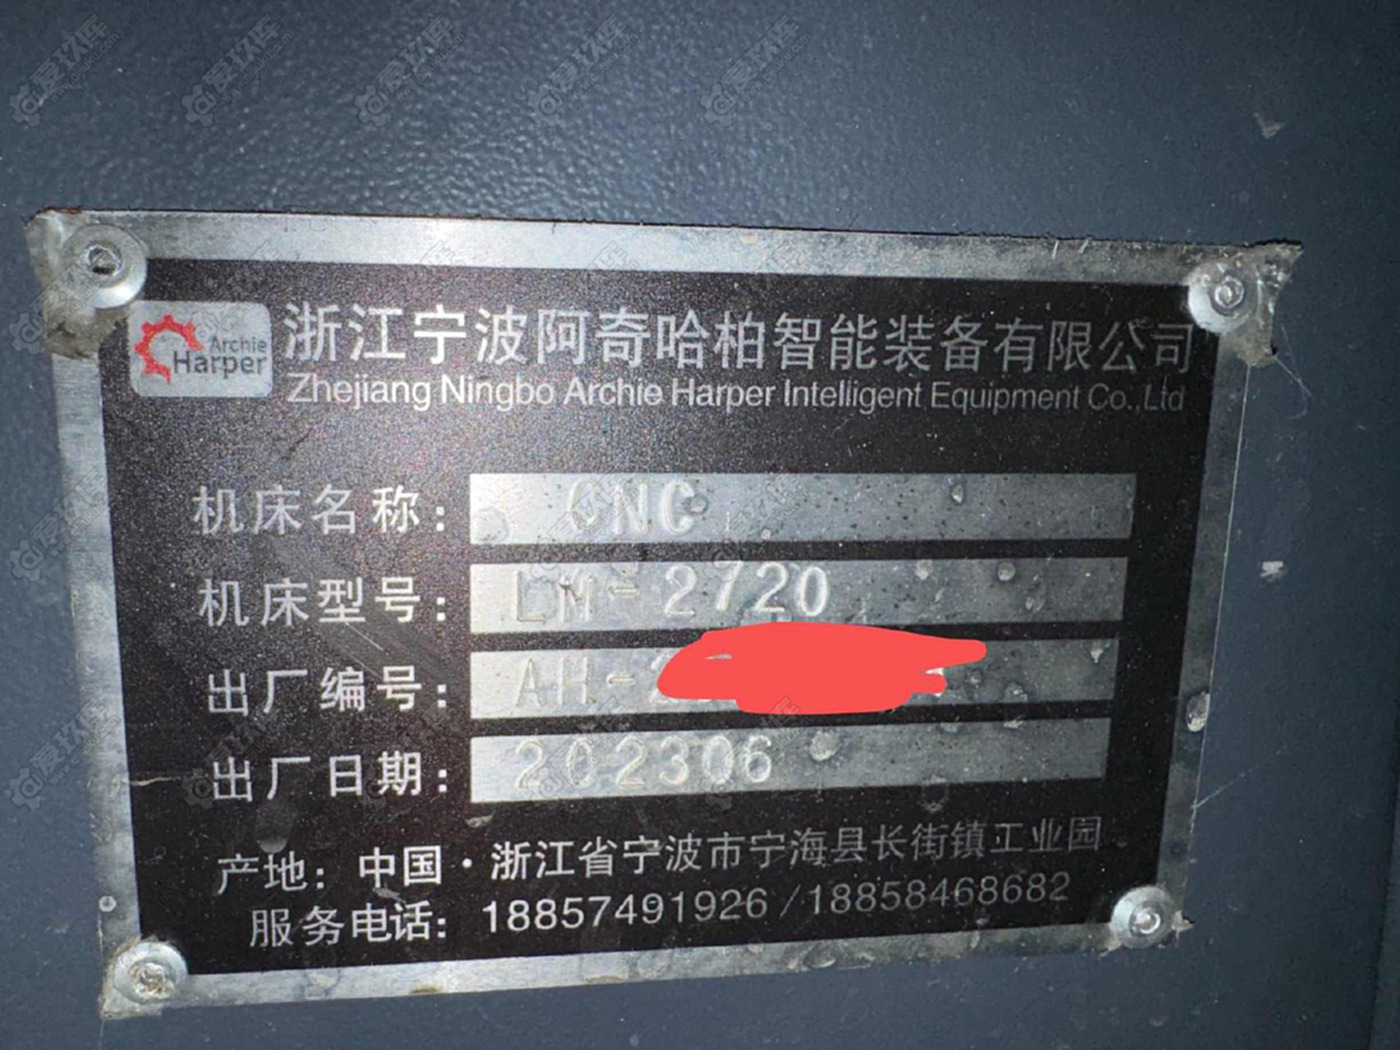 Archie
Harper
浙江宁波阿奇哈柏智能装备有限公司
Zhejiang Ningbo Archie Harper Intelligent Equipment Co.,Ltd
机床名称: CNC
机床型号: LM-2720
出厂编号: AH-2
出厂日期: 202306
产地: 中国·浙江省宁波市宁海县长街镇工业园
服务电话: 18857491926/18858468682